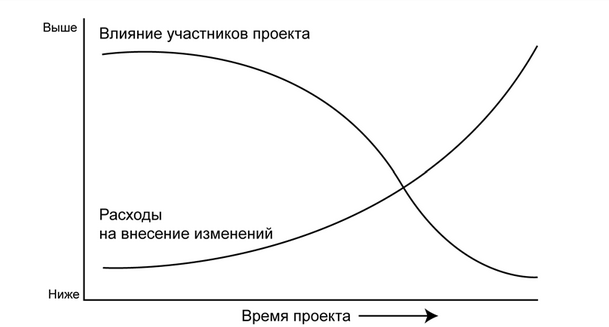 Выше
Влияние участников проекта
Расходы
на внесение изменений
Ниже
Время проекта